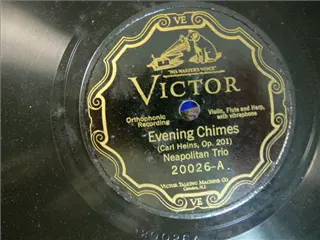 VE
"HIS MASTER'S VOICE"
VICTOR
Orthophonic
Recording
Violin, Flute and Harp,
with vibraphone
Evening Chimes
(Carl Heins, Op. 201)
Neapolitan Trio
20026-A
VICTOR TALKING MACHINE CO
Camden, N.J.
VE